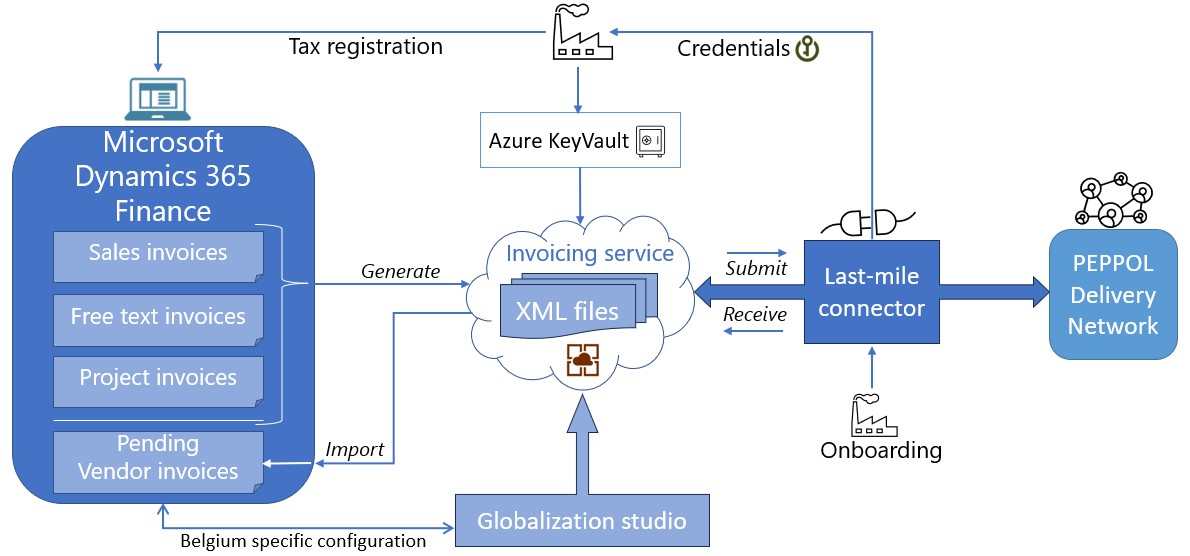 Tax registration
Credentials
Azure KeyVault
Microsoft
Dynamics 365
Finance
Sales invoices
Free text invoices
Project invoices
Pending
Vendor invoices
Generate
Import
Invoicing service
XML files
Submit
Receive
Last-mile
connector
PEPPOL
Delivery
Network
Onboarding
Globalization studio
Belgium specific configuration